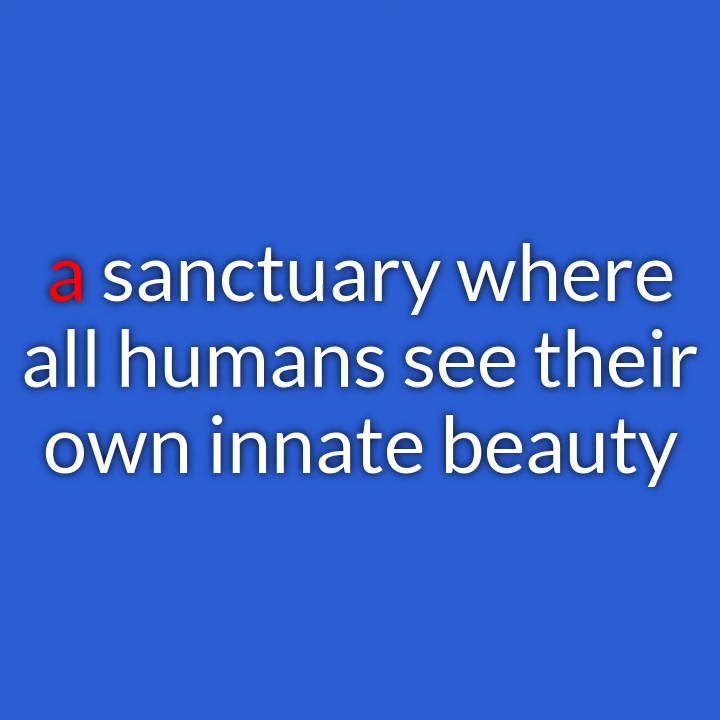 a sanctuary where
all humans see their
own innate beauty